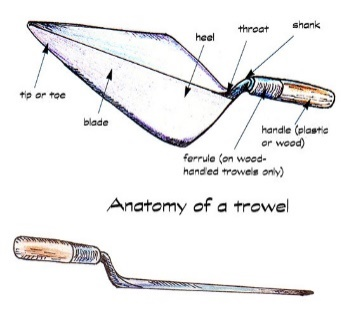 shank
throat
heel
tip or toe
blade
handle (plastic
or wood)
ferrule (on wood-
handled trowels only)
Anatomy of a trowel